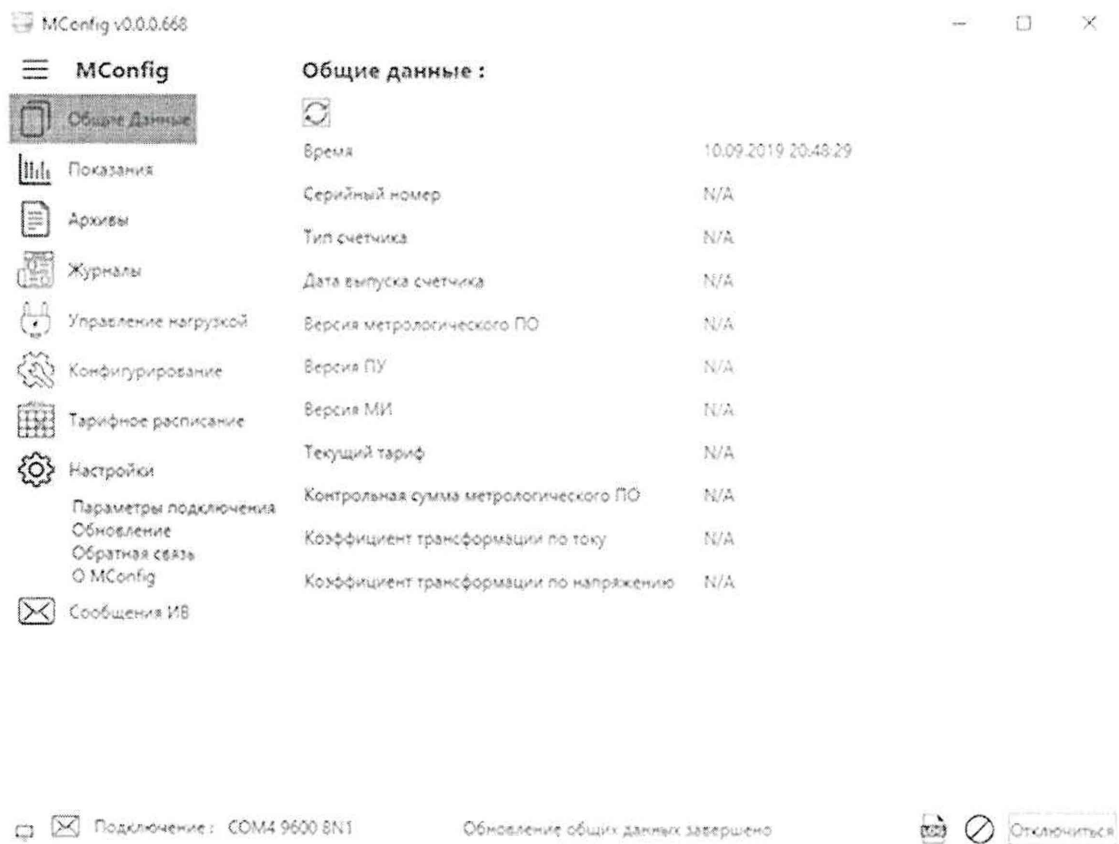 MConfig v0.0.0.668
MConfig
Общие Данные
Показания
Архивы
Журналы
Управление нагрузкой
Конфигурирование
Тарифное расписание
Настройки
Параметры подключения
Обновление
Обратная связь
О MConfig
Сообщения ИВ
Общие данные :
Время 10.09.2019 20:48:29
Серийный номер N/A
Тип счетчика N/A
Дата выпуска счетчика N/A
Версия метрологического ПО N/A
Версия ПУ N/A
Версия МИ N/A
Текущий тариф N/A
Контрольная сумма метрологического ПО N/A
Коэффициент трансформации по току N/A
Коэффициент трансформации по напряжению N/A
Подключение : COM4 9600 8N1
Обновление общих данных завершено
Отключиться